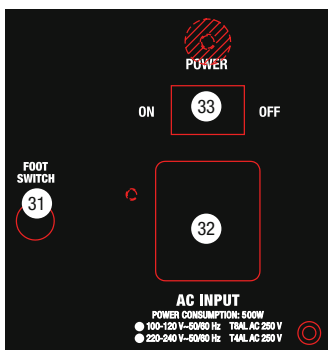 POWER
ON 33 OFF
FOOT
SWITCH
31
32
AC INPUT
POWER CONSUMPTION: 500W
100-120 V~50/60 Hz T8AL AC 250 V
220-240 V~50/60 Hz T4AL AC 250 V